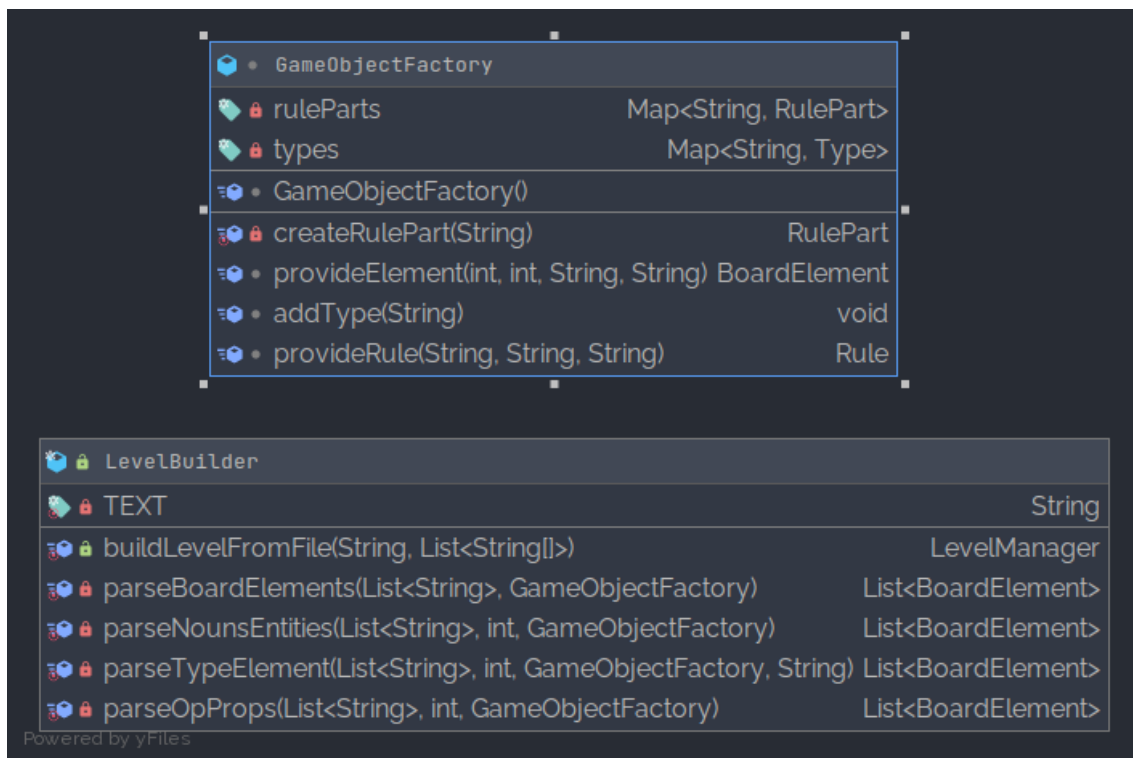 GameObjectFactory
ruleParts Map<String, RulePart>
types Map<String, Type>
GameObjectFactory()
createRulePart(String) RulePart
provideElement(int, int, String, String) BoardElement
addType(String) void
provideRule(String, String, String) Rule
LevelBuilder
TEXT String
buildLevelFromFile(String, List<String[]>) LevelManager
parseBoardElements(List<String>, GameObjectFactory) List<BoardElement>
parseNounsEntities(List<String>, int, GameObjectFactory) List<BoardElement>
parseTypeElement(List<String>, int, GameObjectFactory, String) List<BoardElement>
parseOpProps(List<String>, int, GameObjectFactory) List<BoardElement>
Powered by yFiles